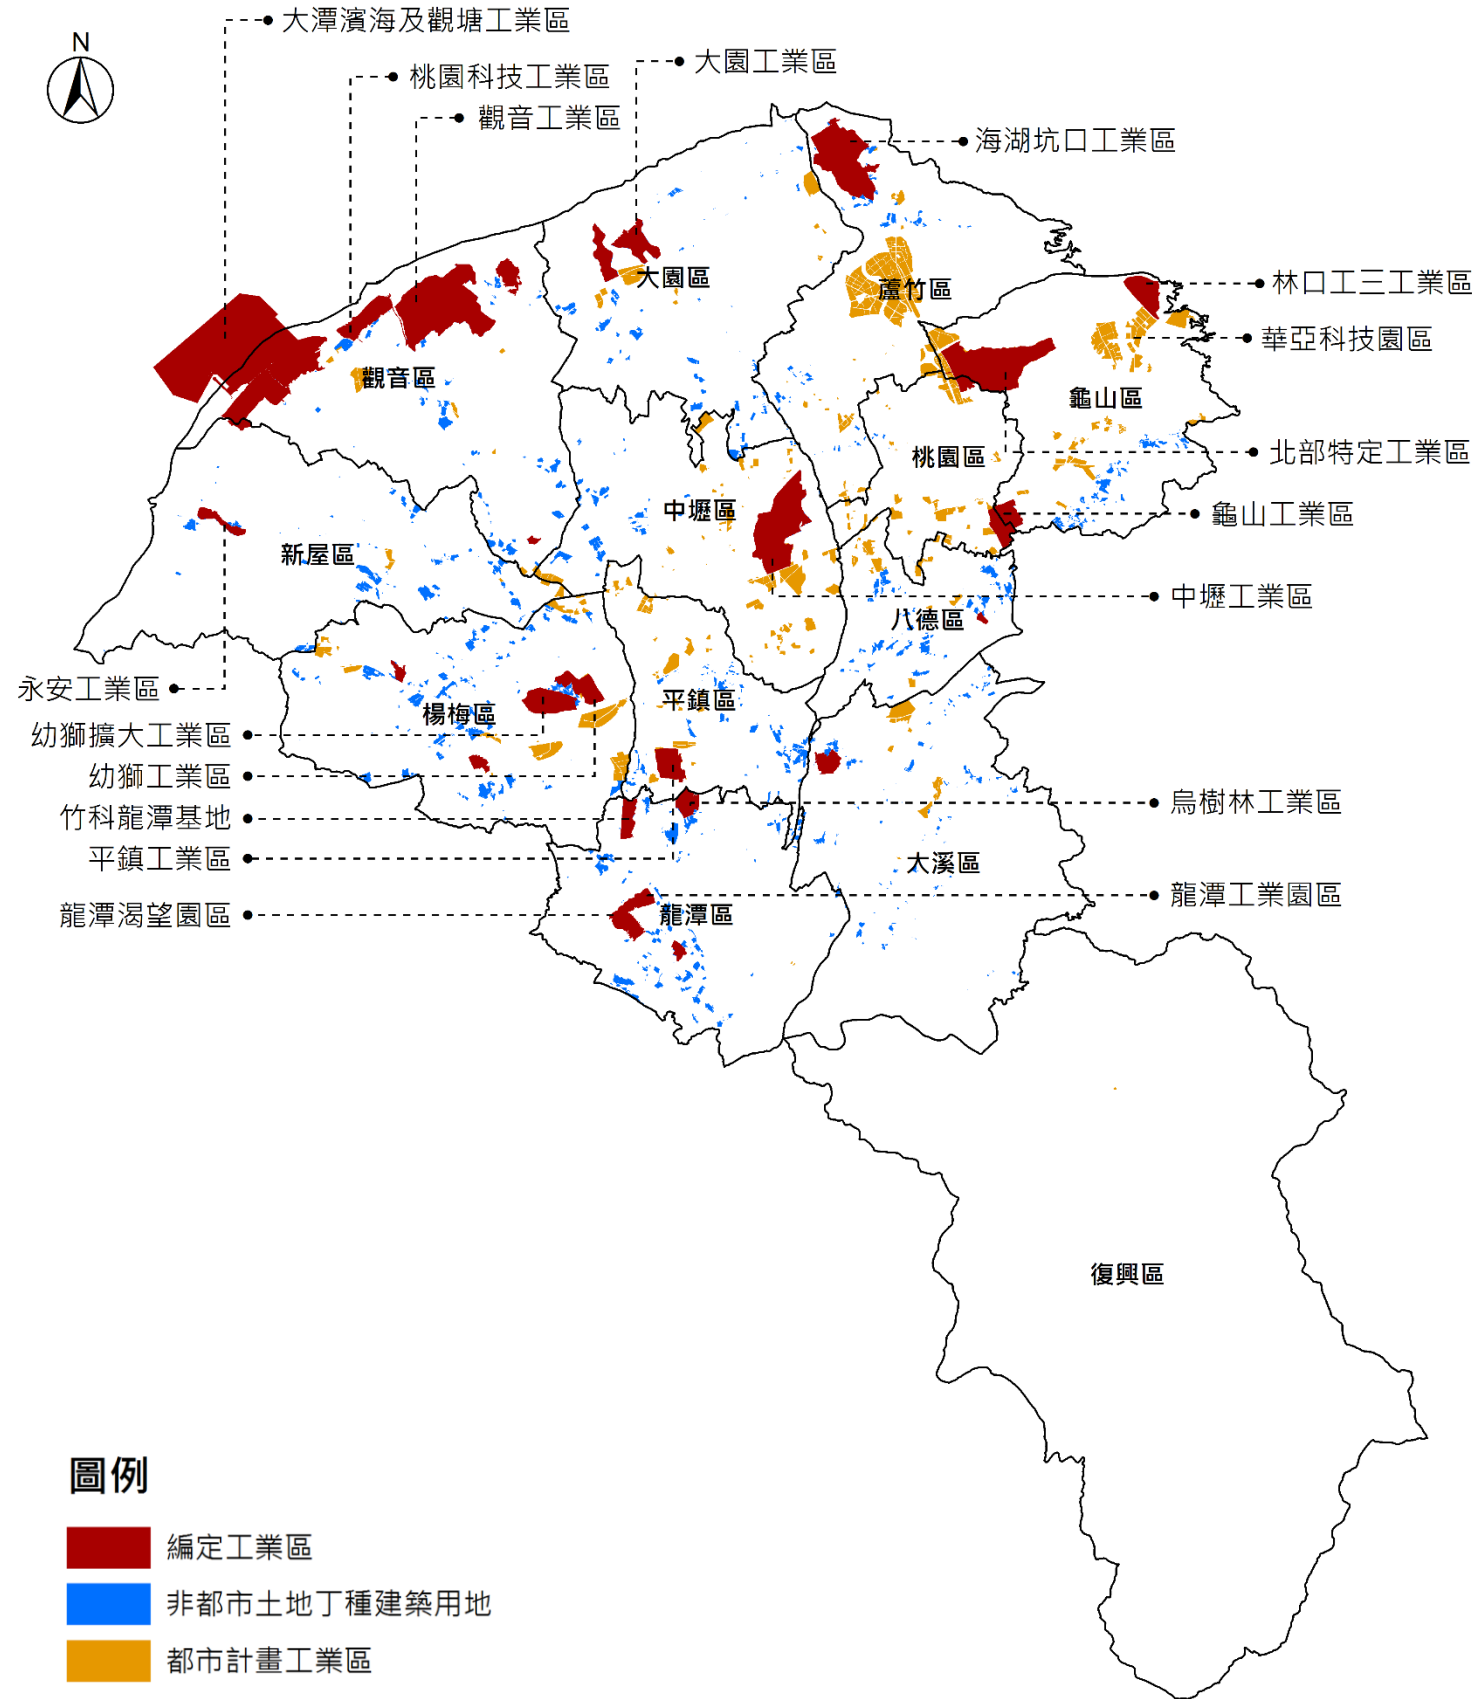 大潭濱海及觀塘工業區
N
大園工業區
桃園科技工業區
觀音工業區
海湖坑口工業區
大園區
林口工三工業區
蘆竹區
華亞科技園區
觀音區
龜山區
北部特定工業區
桃園區
中壢區
龜山工業區
新屋區
中壢工業區
八德區
永安工業區
平鎮區
楊梅區
幼獅擴大工業區
幼獅工業區
烏樹林工業區
竹科龍潭基地
平鎮工業區
大溪區
龍潭工業園區
龍潭渴望園區
龍潭區
復興區
圖例
編定工業區
非都市土地丁種建築用地
都市計畫工業區